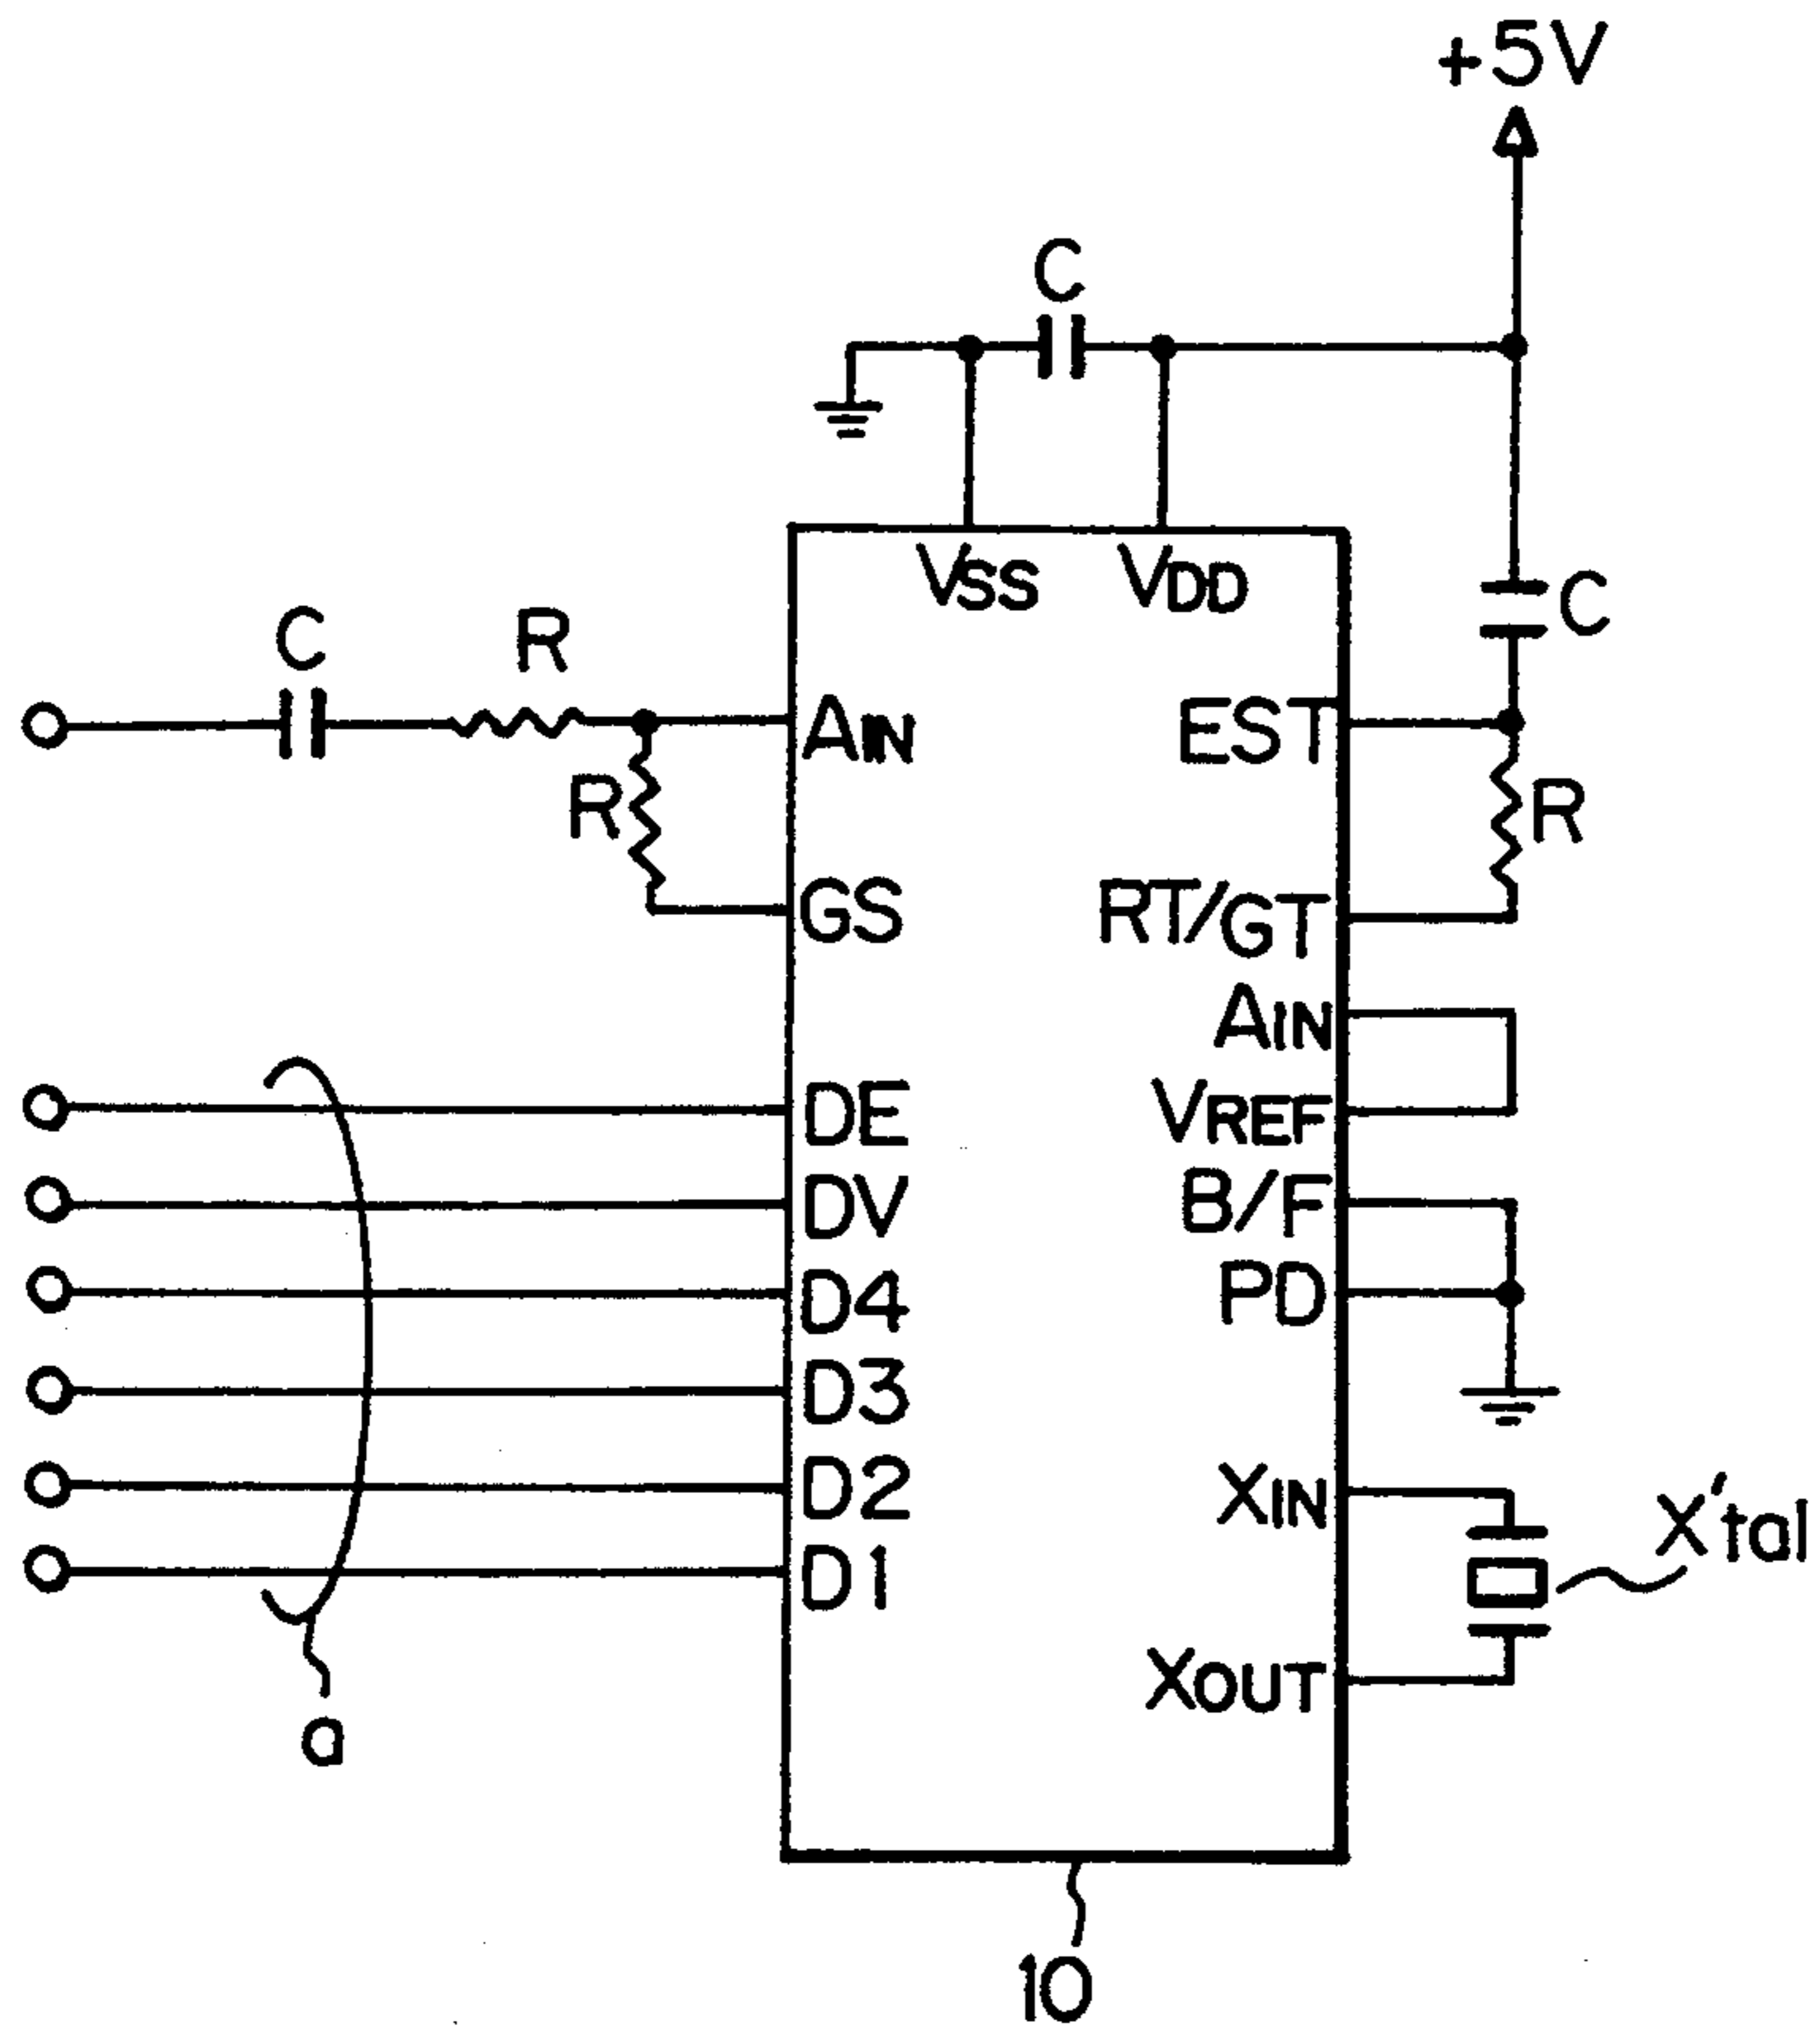 +5V
C
VSS VDD
C
C R
AIN EST
R R
GS RT/GT
AIN
DE VREF
DV B/F
D4 PD
D3
D2 XIN X'tal
D1
XOUT
a
10